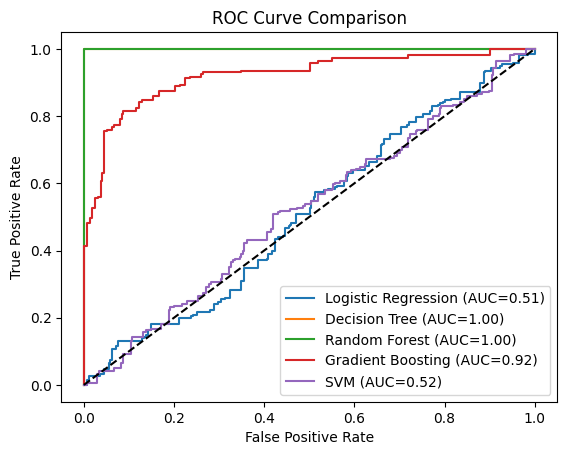 ROC Curve Comparison
True Positive Rate
1.0
0.8
0.6
0.4
0.2
0.0
Logistic Regression (AUC=0.51)
Decision Tree (AUC=1.00)
Random Forest (AUC=1.00)
Gradient Boosting (AUC=0.92)
SVM (AUC=0.52)
0.0 0.2 0.4 0.6 0.8 1.0
False Positive Rate